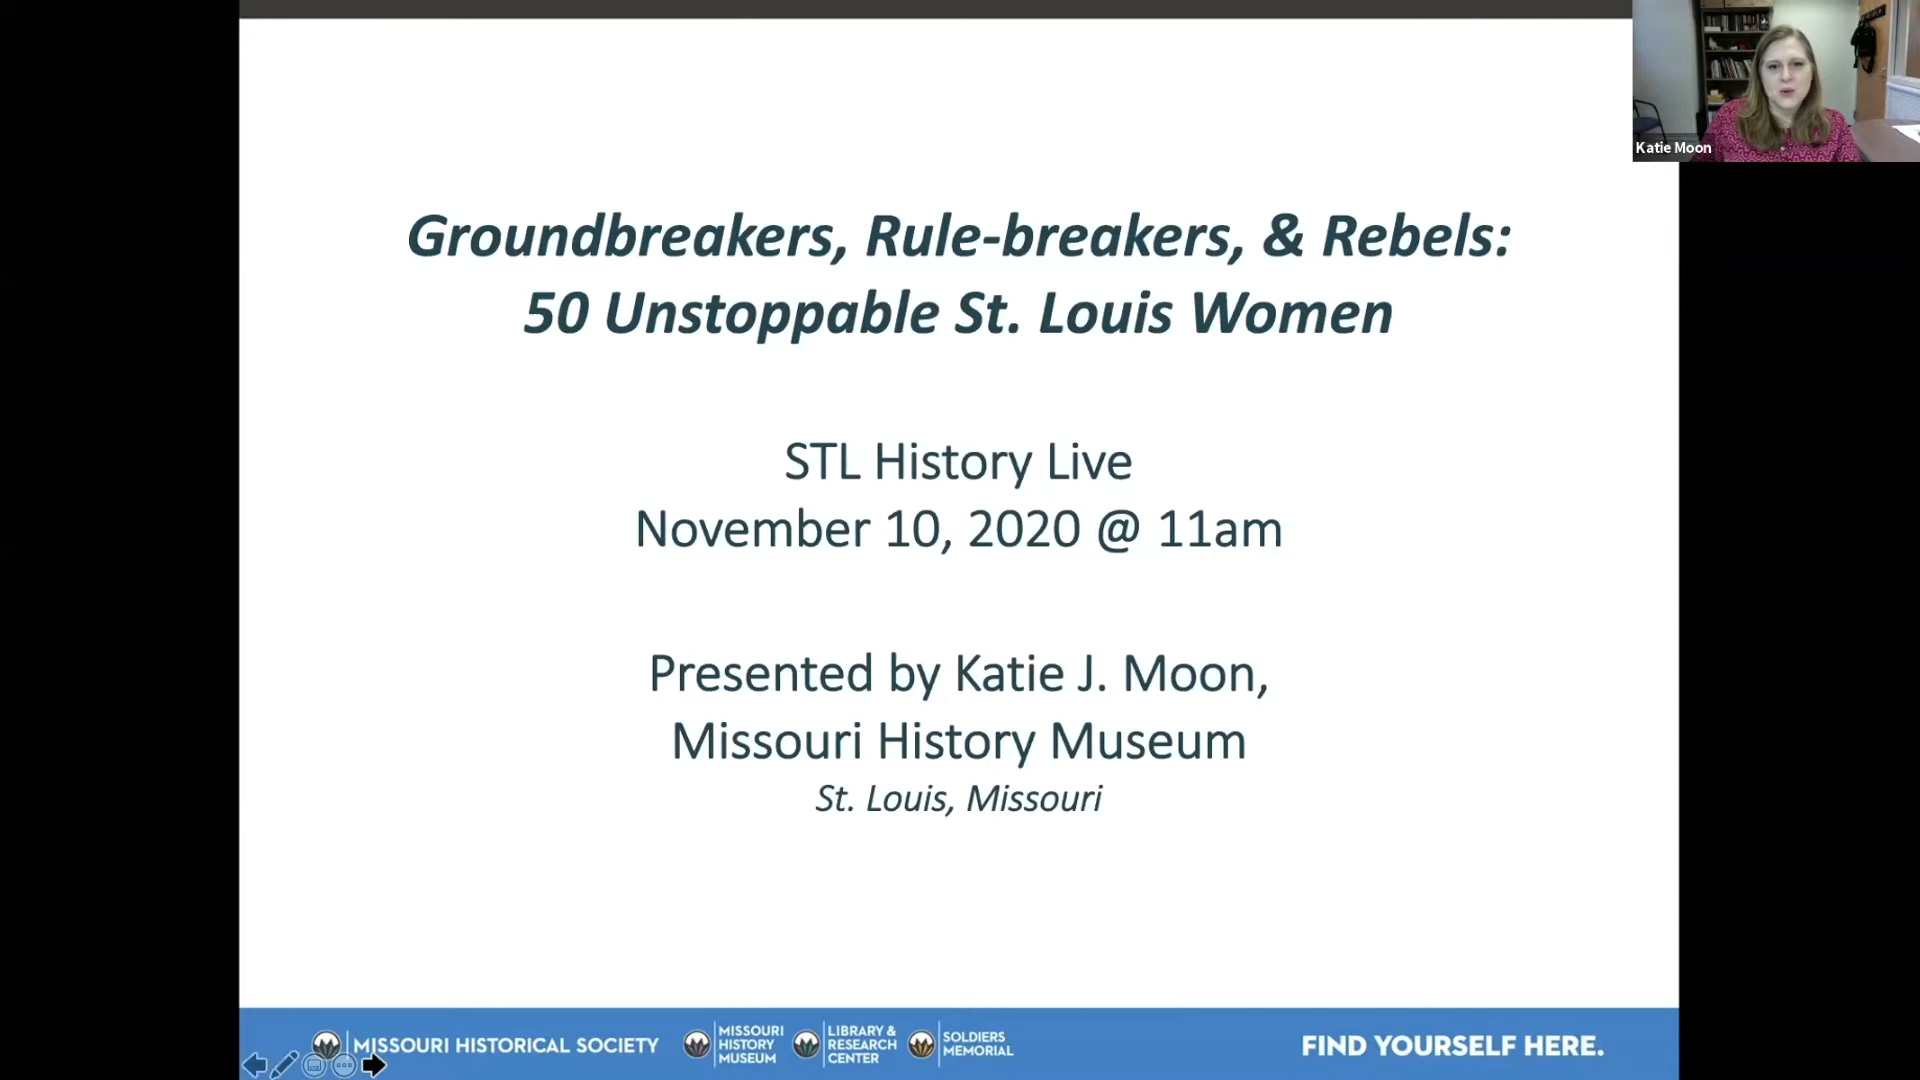 Katie Moon
Groundbreakers, Rule-breakers, & Rebels:
50 Unstoppable St. Louis Women
STL History Live
November 10, 2020 @ 11am
Presented by Katie J. Moon,
Missouri History Museum
St. Louis, Missouri
MISSOURI HISTORICAL SOCIETY
MISSOURI
HISTORY
MUSEUM
LIBRARY &
RESEARCH
CENTER
SOLDIERS
MEMORIAL
FIND YOURSELF HERE.